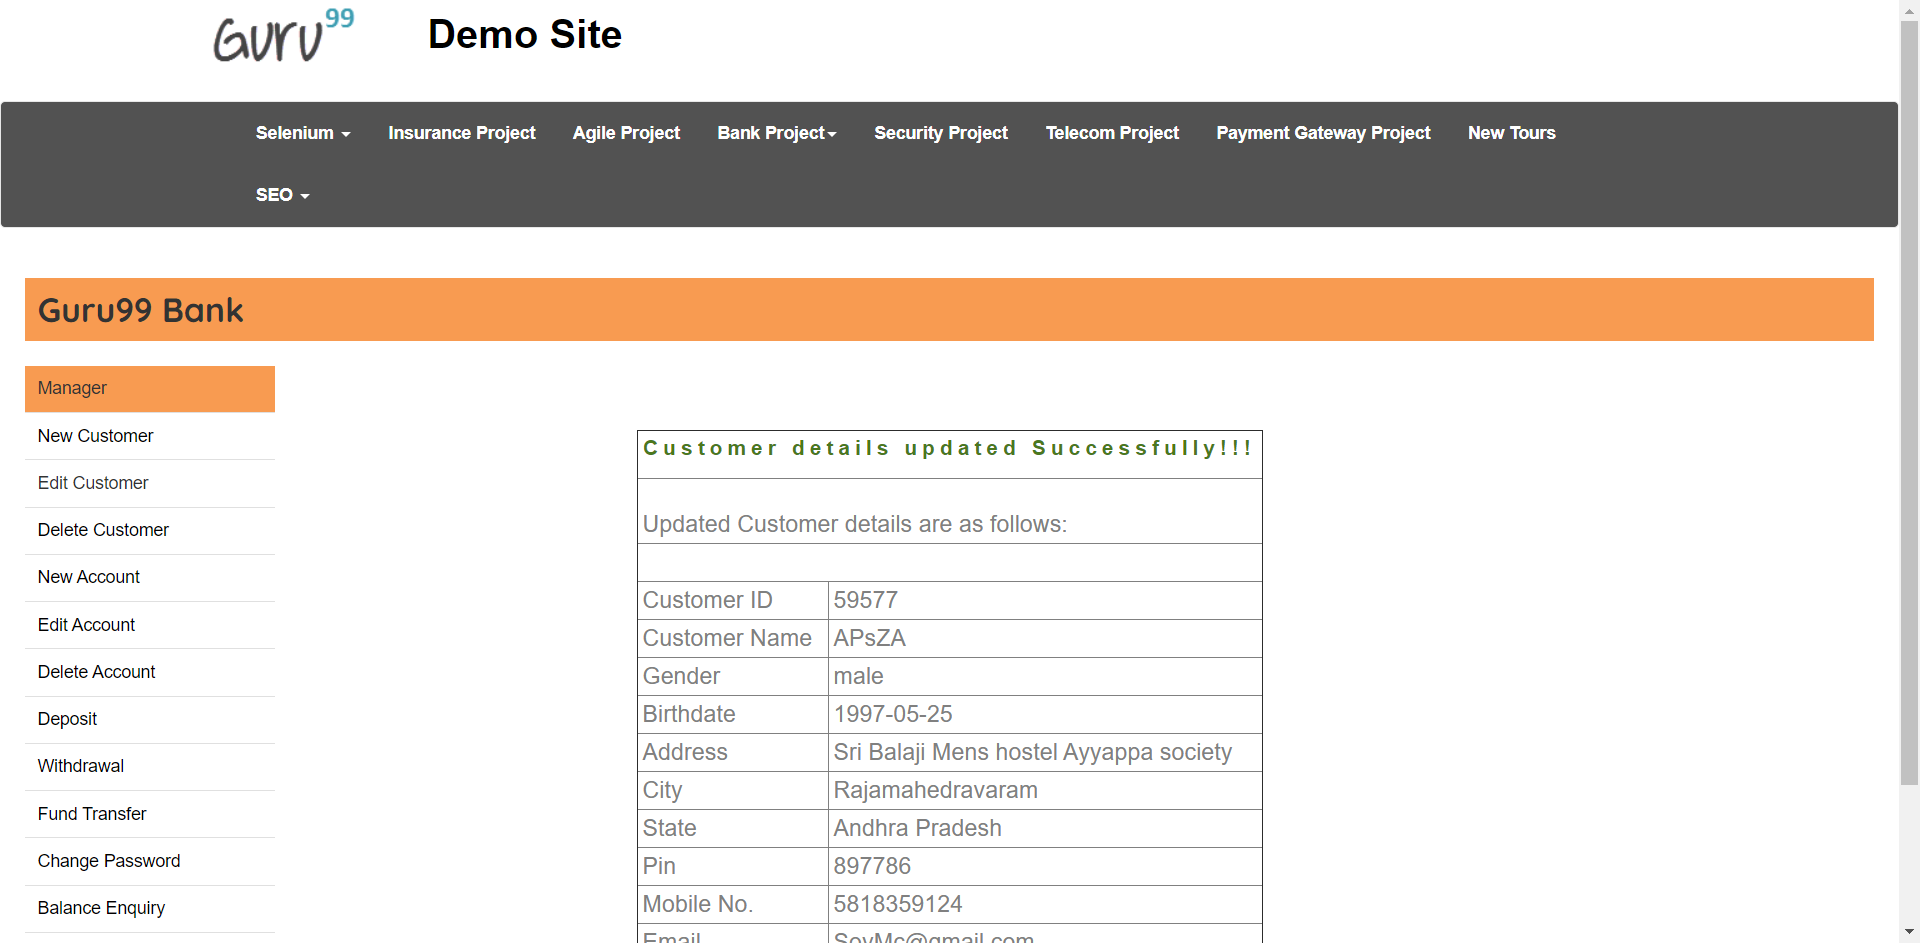 Guru99
Demo Site
Selenium Insurance Project Agile Project Bank Project Security Project Telecom Project Payment Gateway Project New Tours
SEO
Guru99 Bank
Manager
New Customer
Edit Customer
Delete Customer
New Account
Edit Account
Delete Account
Deposit
Withdrawal
Fund Transfer
Change Password
Balance Enquiry
Customer details updated Successfully!!!
Updated Customer details are as follows:
Customer ID 59577
Customer Name APsZA
Gender male
Birthdate 1997-05-25
Address Sri Balaji Mens hostel Ayyappa society
City Rajamahedravaram
State Andhra Pradesh
Pin 897786
Mobile No. 5818359124
Email